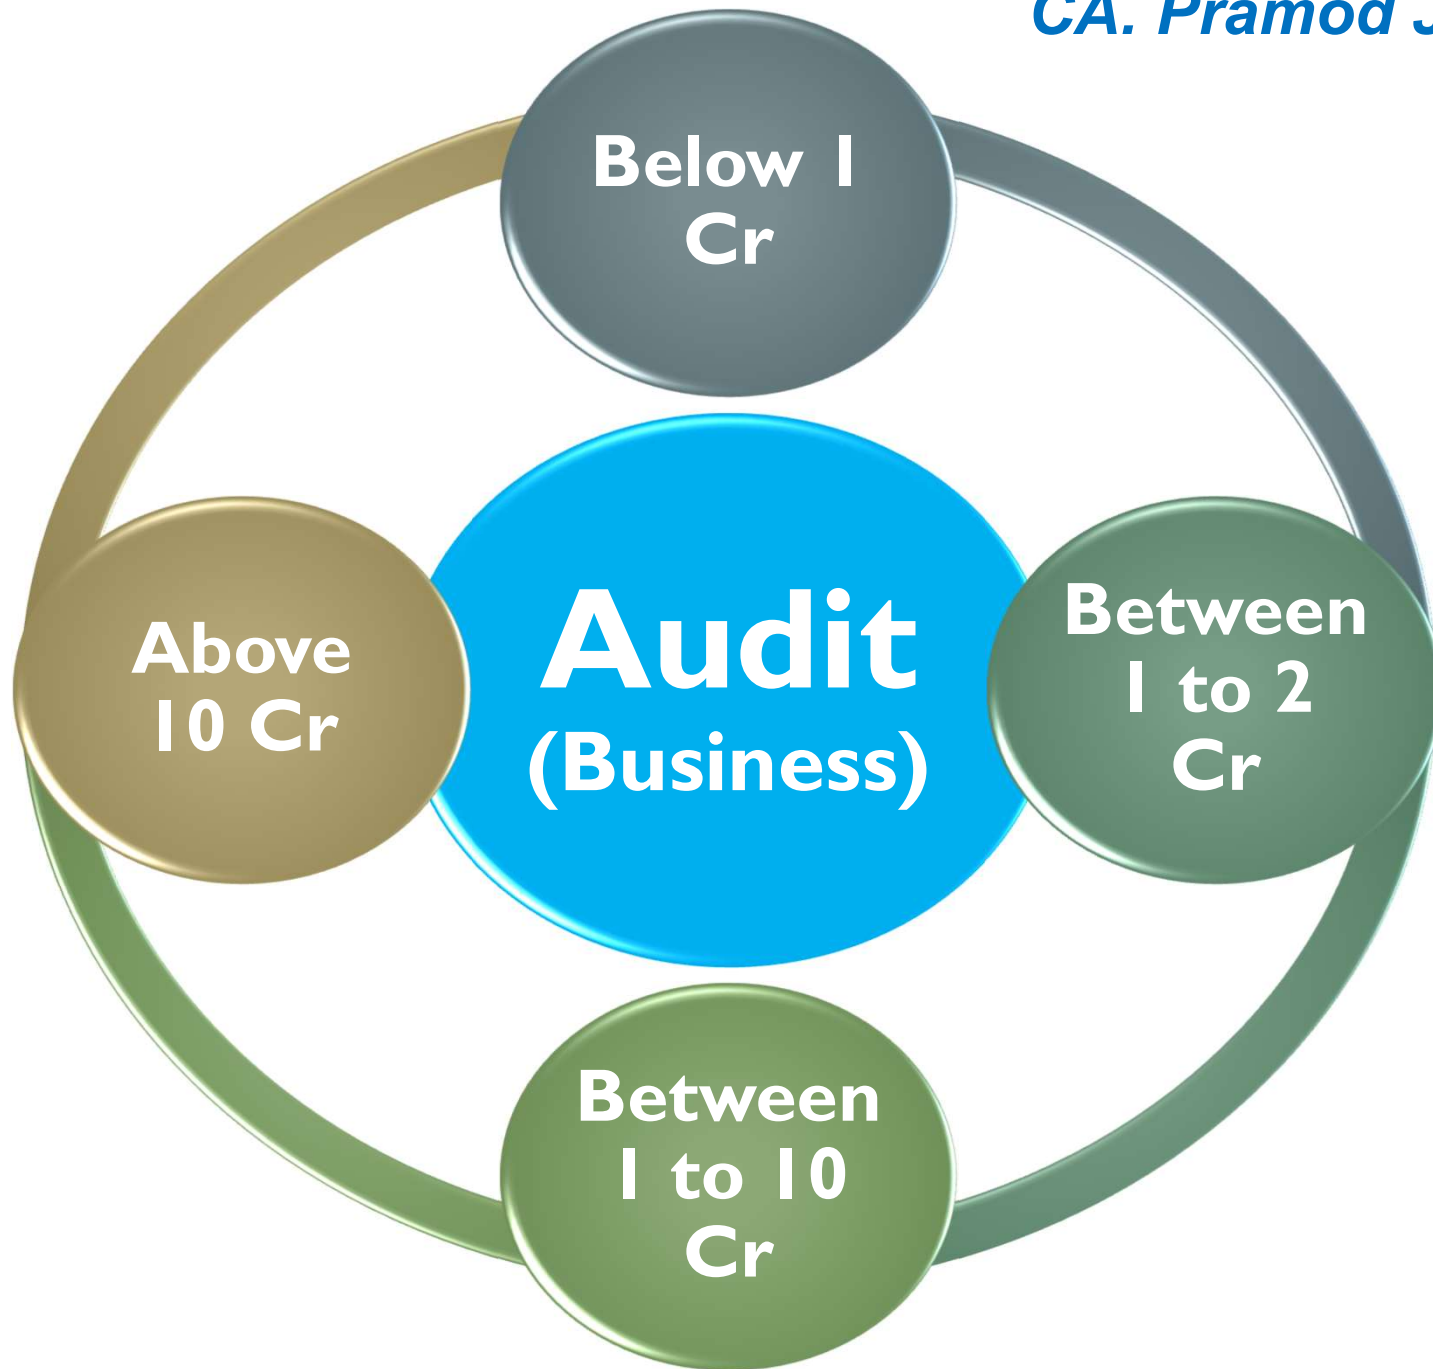 CA. Pramod J
Below 1
Cr
Between
1 to 2
Cr
Between
1 to 10
Cr
Above
10 Cr
Audit
(Business)